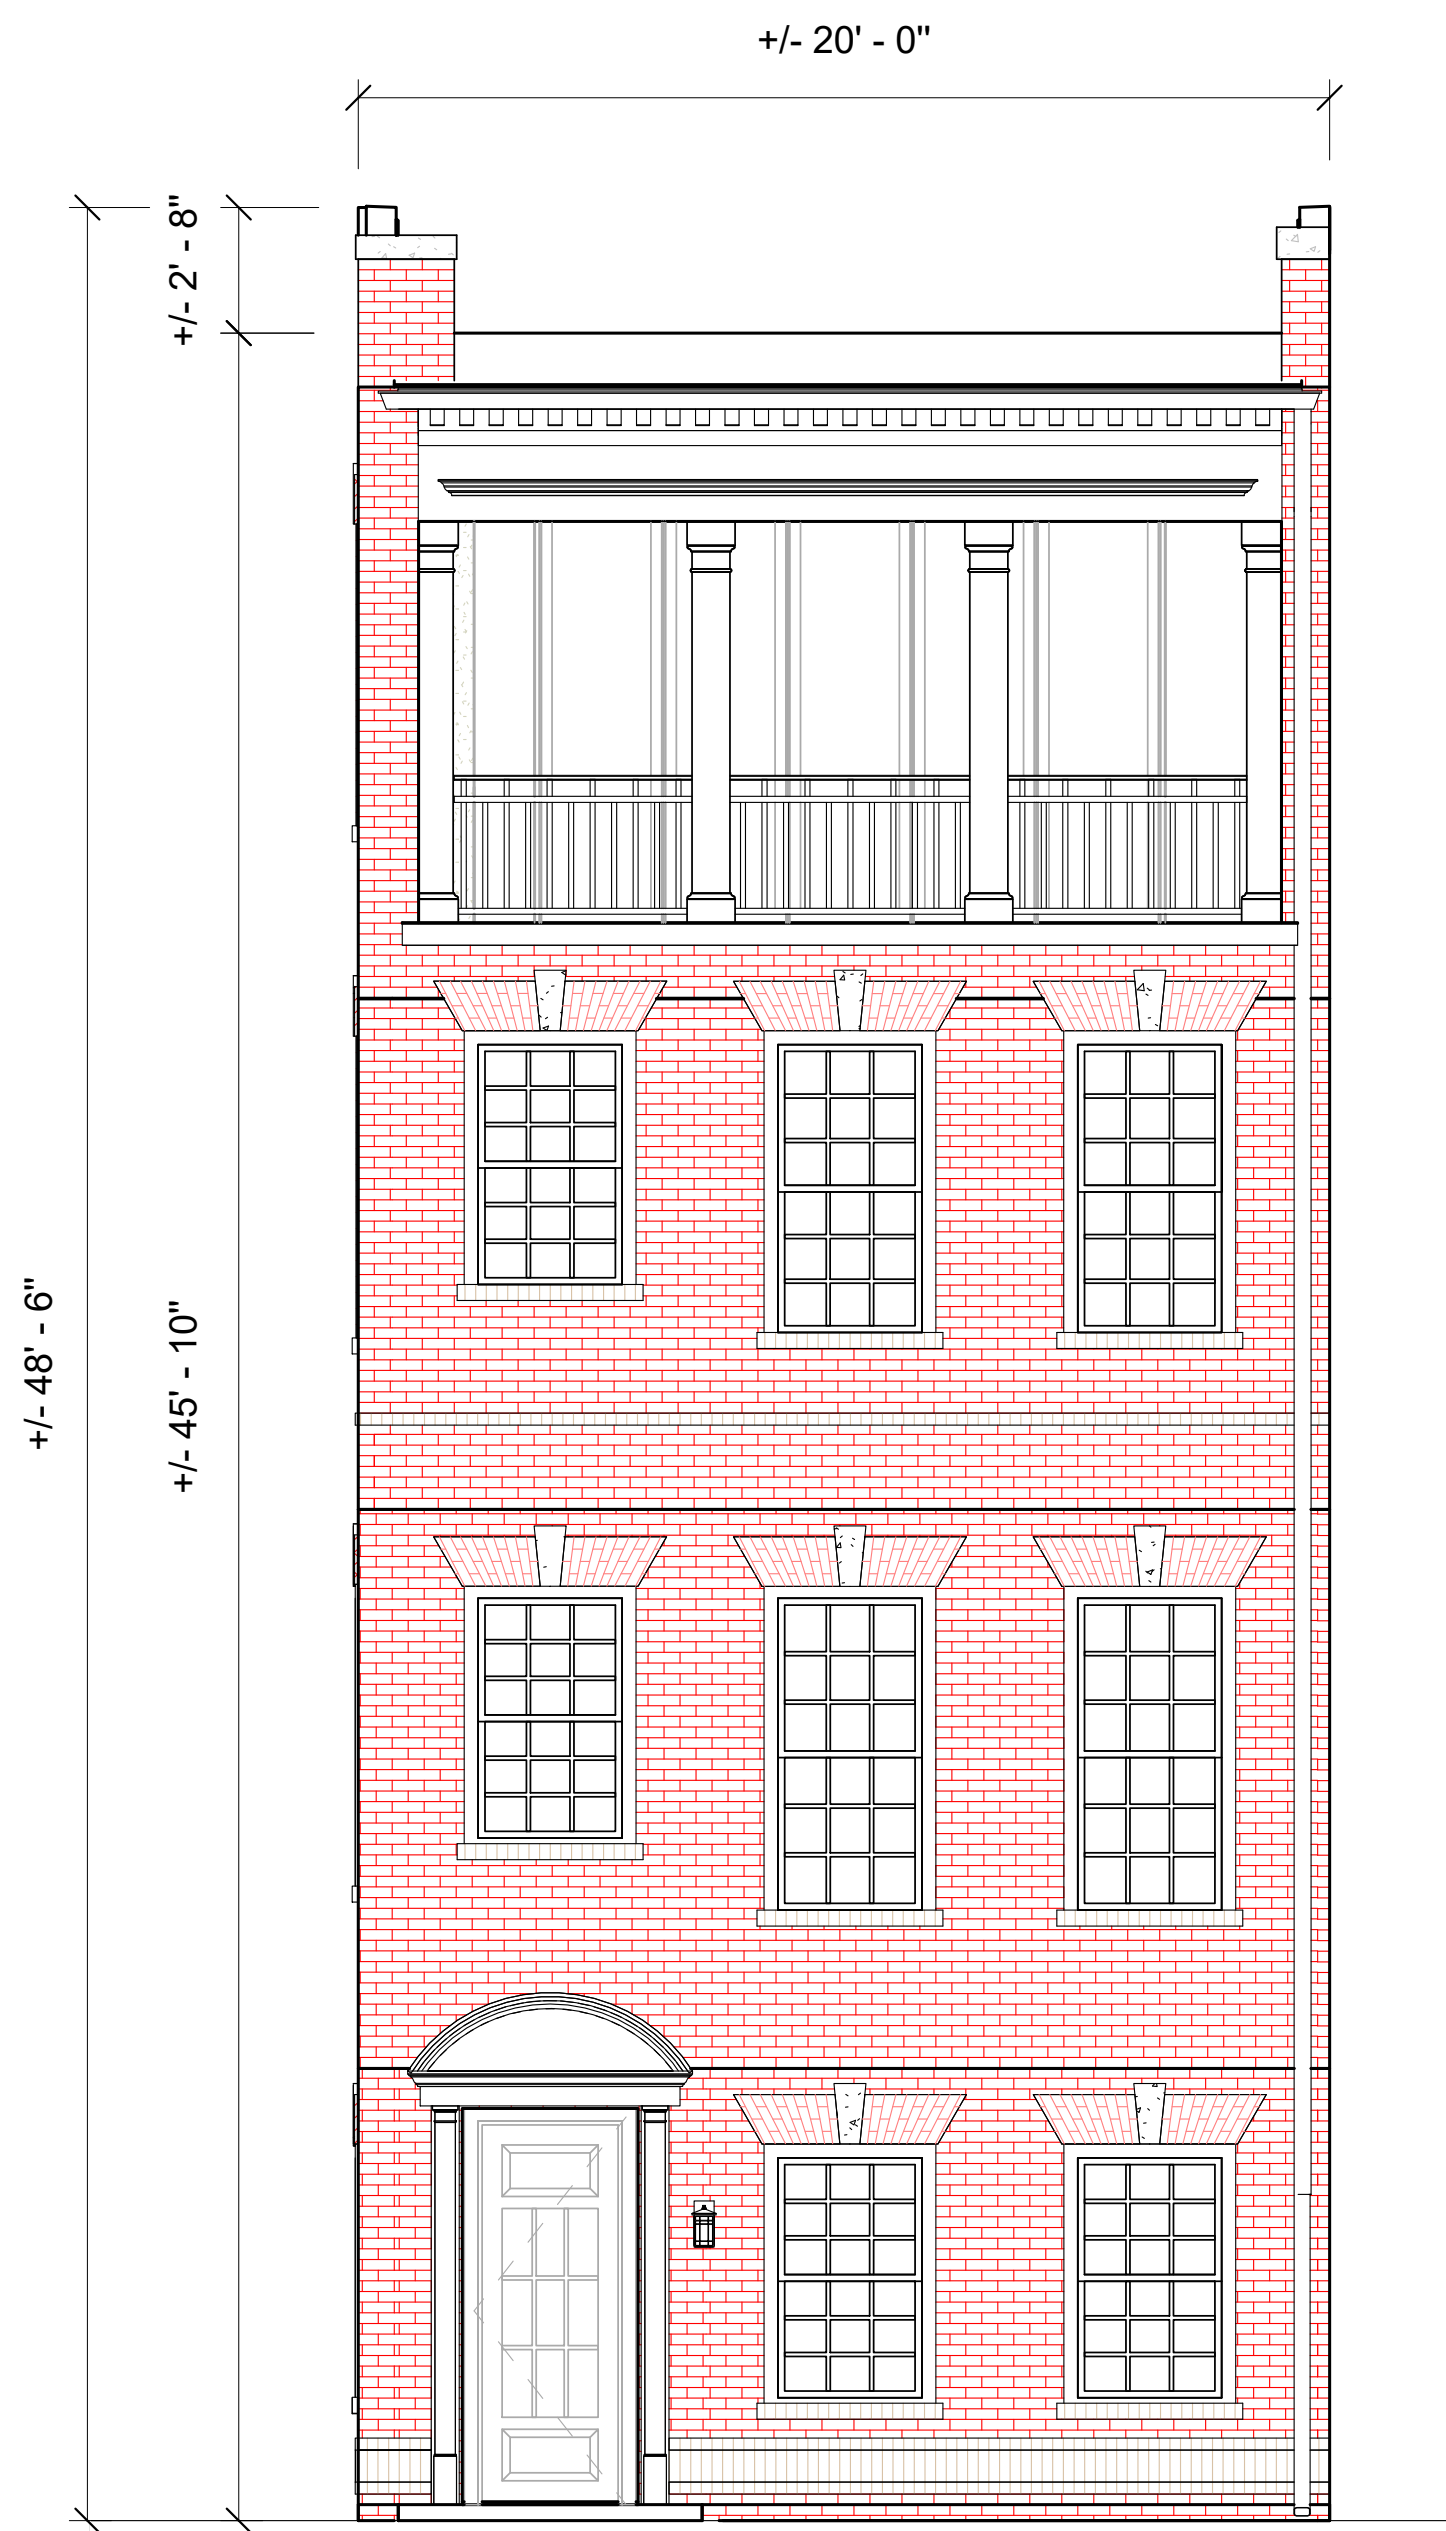 +/- 20' - 0"
+/- 2' - 8"
+/- 48' - 6"
+/- 45' - 10"